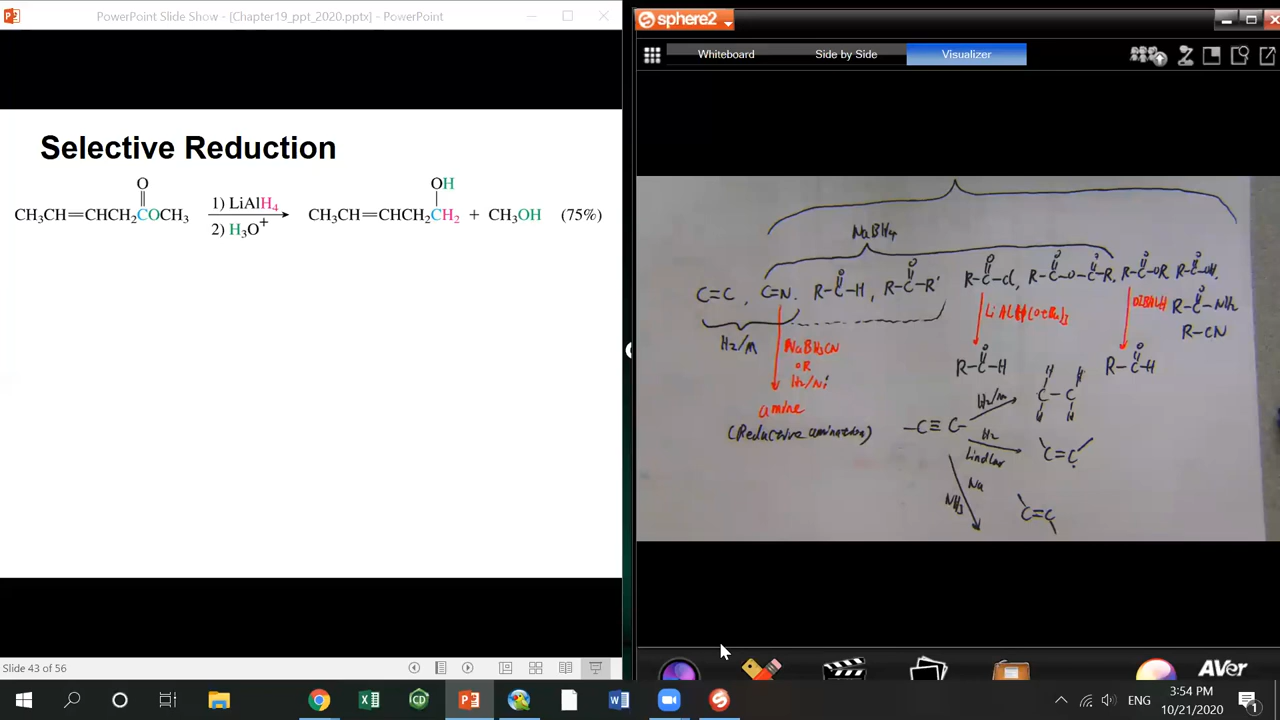 PowerPoint Slide Show - [Chapter19_ppt_2020.pptx] - PowerPoint
Selective Reduction
O
CH₃CH=CHCH₂COCH₃
1) LiAlH₄
2) H₃O⁺
OH
CH₃CH=CHCH₂CH₂ + CH₃OH (75%)
Slide 43 of 56
sphere2
Whiteboard Side by Side Visualizer
NaBH4
C=C, C=N, R-C-H, R-C-R' R-C-Cl, R-C-O-C-R, R-C-OR R-C-OH,
O O O O O O O
R-C-NH2
O
R-CN
H2/M
NaBH3CN
OR
H2/Ni
amine
(Reductive amination)
LiAlH[OtBu]3
O
R-C-H
DIBALH
O
R-C-H
-C≡C-
H2/M
H H
C-C
H H
H2
Lindlar
C=C
Na
NH3
C=C
AVer
ENG
3:54 PM
10/21/2020
1